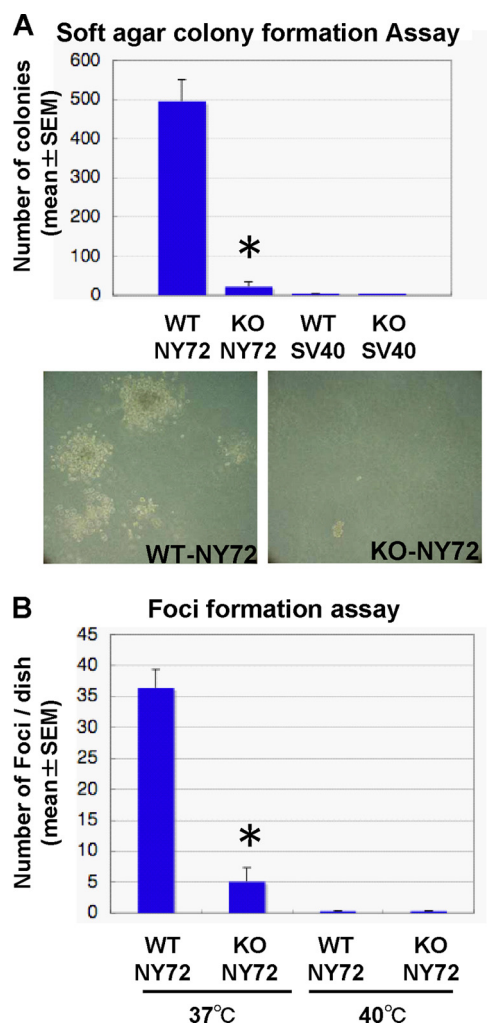 A
Soft agar colony formation Assay
Number of colonies
(mean±SEM)
600
500
400
300
200
100
0
*
WT
NY72
KO
NY72
WT
SV40
KO
SV40
WT-NY72
KO-NY72
B
Foci formation assay
Number of Foci / dish
(mean±SEM)
45
40
35
30
25
20
15
10
5
0
*
WT
NY72
KO
NY72
WT
NY72
KO
NY72
37℃
40℃